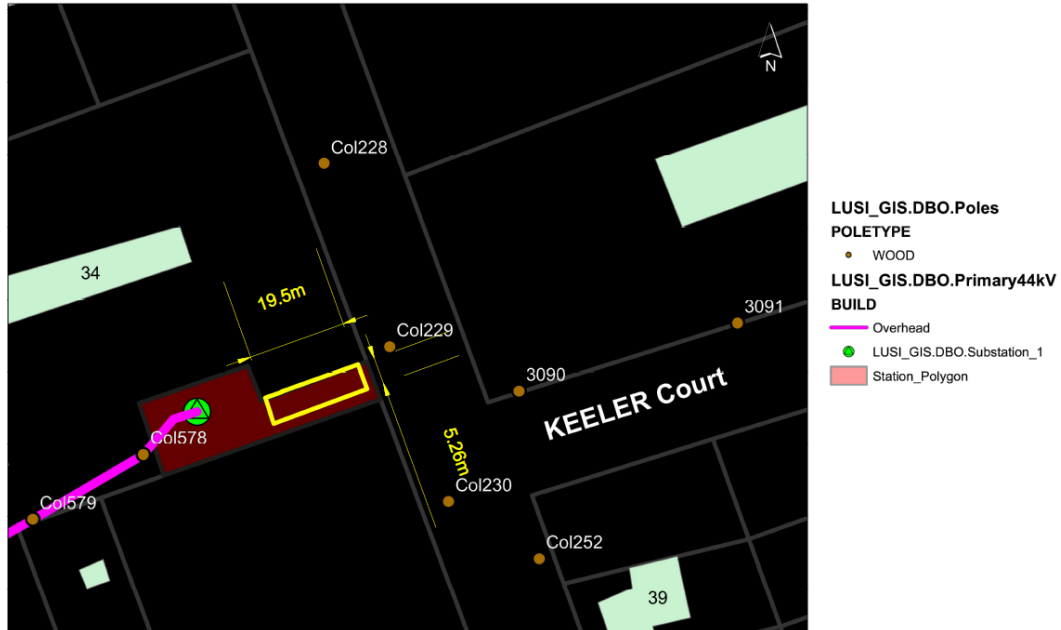 N
Col228
34
19.5m
Col229
3091
3090
KEELER Court
Col578
5.26m
Col230
Col579
Col252
39
LUSI_GIS.DBO.Poles
POLETYPE
WOOD
LUSI_GIS.DBO.Primary44kV
BUILD
Overhead
LUSI_GIS.DBO.Substation_1
Station_Polygon